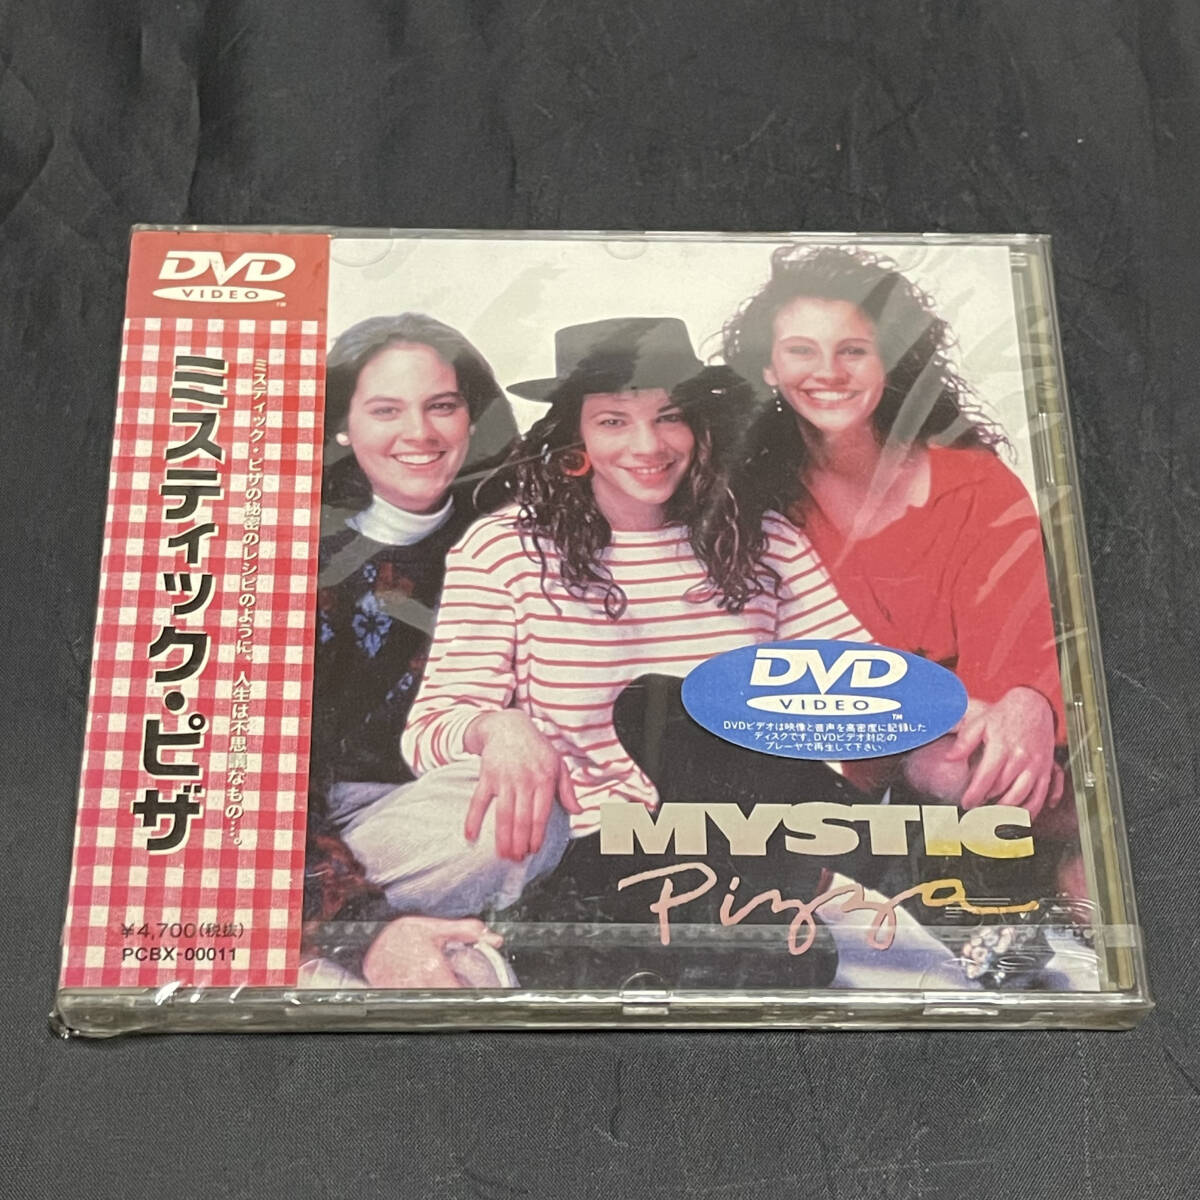 DVD
VIDEO
TM
ミスティック・ピザの秘密のレシピのように、人生は不思議なもの…。
ミスティック・ピザ
¥4,700(税抜)
PCBX-00011
DVD
VIDEO
TM
DVDビデオは映像と音声を高密度に記録した
ディスクです。DVDビデオ対応の
プレーヤで再生して下さい。
MYSTIC
Pizza